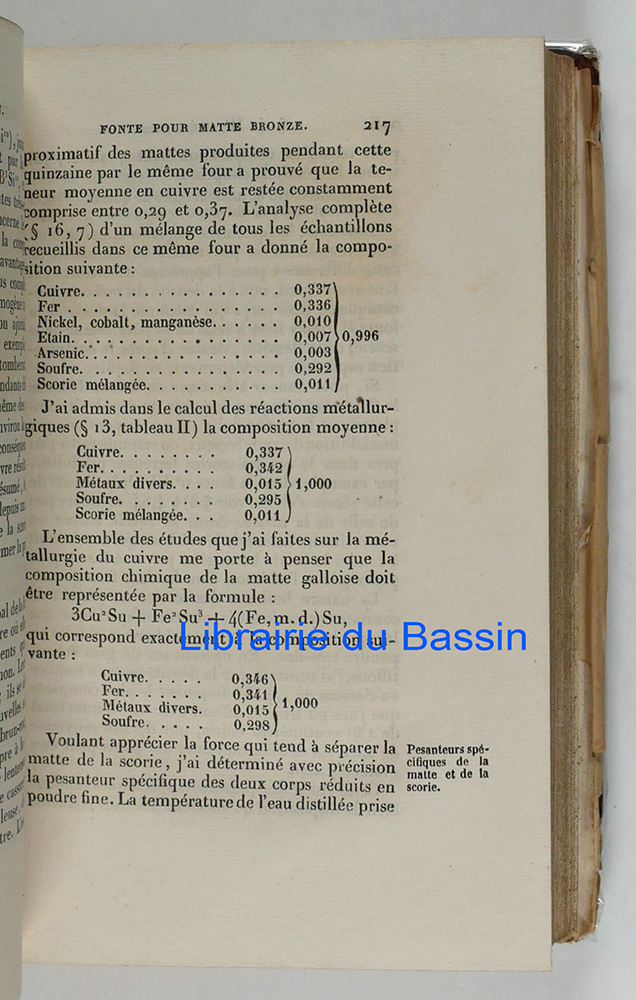 FONTE POUR MATTE BRONZE. 217
proximatif des mattes produites pendant cette
quinzaine par le même four a prouvé que la te-
neur moyenne en cuivre est restée constamment
comprise entre 0,29 et 0,37. L'analyse complète
(§ 16, 7) d'un mélange de tous les échantillons
recueillis dans ce même four a donné la compo-
sition suivante :
Cuivre. . . . . . . . . . . . . . . . 0,337
Fer . . . . . . . . . . . . . . . . . 0,336
Nickel, cobalt, manganèse. . . . . . 0,010
Etain. . . . . . . . . . . . . . . . 0,007 0,996
Arsenic. . . . . . . . . . . . . . . 0,003
Soufre. . . . . . . . . . . . . . . . 0,292
Scorie mélangée. . . . . . . . . . . 0,011
J'ai admis dans le calcul des réactions métallur-
giques (§ 13, tableau II) la composition moyenne :
Cuivre. . . . . . . . 0,337
Fer. . . . . . . . . . 0,342
Métaux divers. . . . 0,015 1,000
Soufre. . . . . . . . 0,295
Scorie mélangée. . . 0,011
L'ensemble des études que j'ai faites sur la mé-
tallurgie du cuivre me porte à penser que la
composition chimique de la matte galloise doit
être représentée par la formule :
3Cu²Su + Fe²Su³ + 4(Fe, m. d.) Su,
qui correspond exactement à la composition sui-
vante :
Cuivre. . . . . 0,346
Fer. . . . . . . 0,341
Métaux divers. 0,015 1,000
Soufre. . . . . 0,298
Voulant apprécier la force qui tend à séparer la
matte de la scorie, j'ai déterminé avec précision
la pesanteur spécifique des deux corps réduits en
poudre fine. La température de l'eau distillée prise
Pesanteurs spé-
cifiques de la
matte et de la
scorie.
Librairie du Bassin